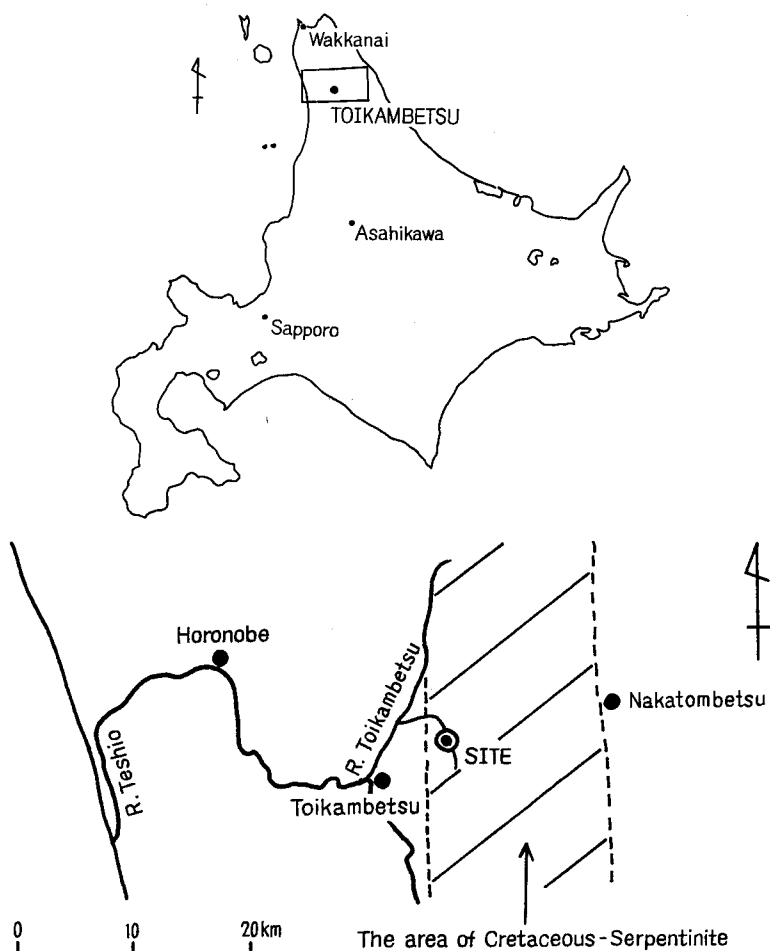 Wakkanai
TOIKAMBETSU
Asahikawa
Sapporo
Horonobe
R. Toikambetsu
Nakatombetsu
R. Teshio
SITE
Toikambetsu
0 10 20km
The area of Cretaceous-Serpentinite